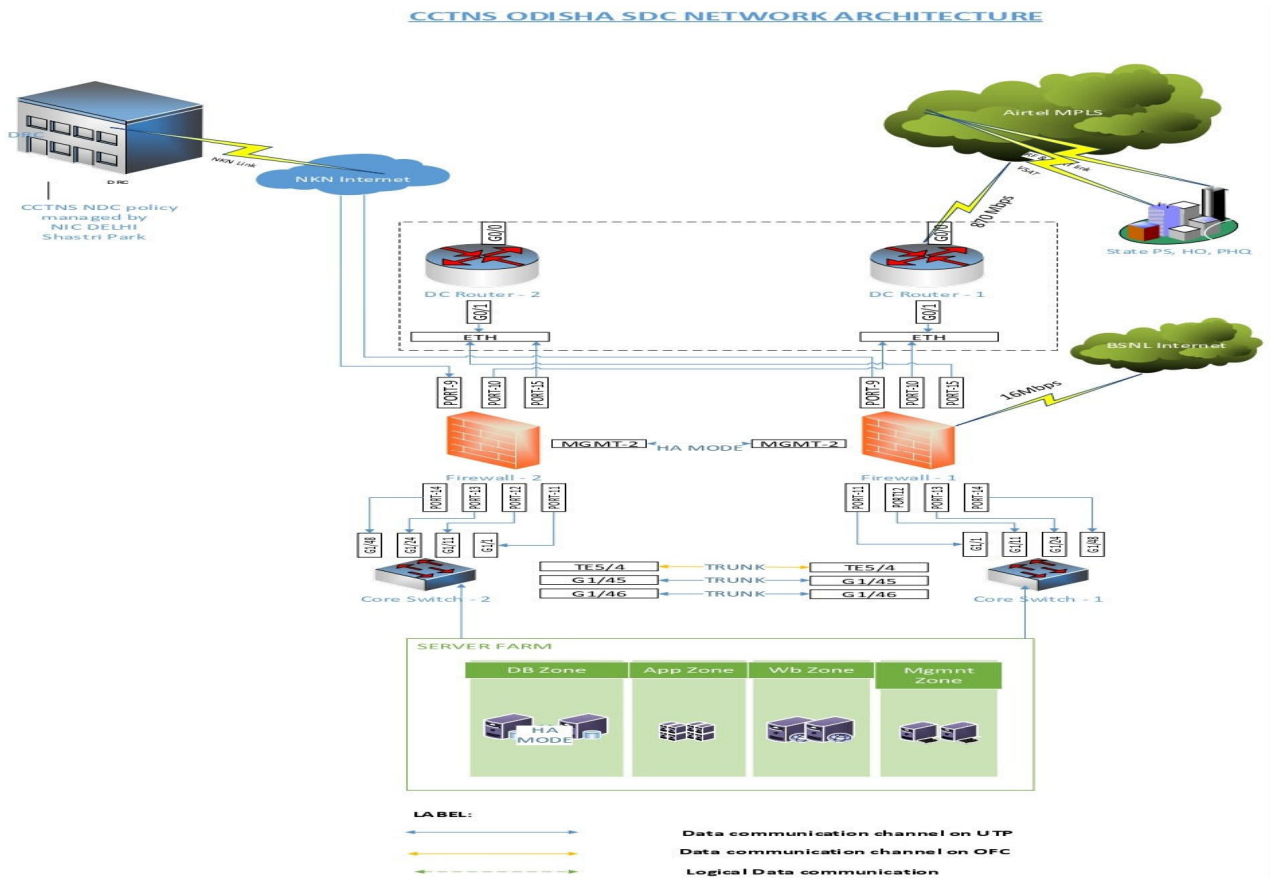 CCTNS ODISHA SDC NETWORK ARCHITECTURE
DRC
DRC
NKN Link
NKN Internet
CCTNS NDC policy
managed by
NIC DELHI
Shastri Park
Airtel MPLS
VSAT
link
870 Mbps
State PS, HO, PHQ
G0/0
G0/0
DC Router - 2
DC Router - 1
G0/1
G0/1
ETH
ETH
BSNL Internet
16Mbps
PORT-9
PORT-10
PORT-15
PORT-9
PORT-10
PORT-15
MGMT-2
HA MODE
MGMT-2
Firewall - 2
Firewall - 1
PORT-14
PORT-13
PORT-12
PORT-11
PORT-11
PORT12
PORT-13
PORT-14
G1/48
G1/24
G1/11
G1/1
G1/1
G1/11
G1/24
G1/48
TE5/4
TRUNK
TE5/4
G1/45
TRUNK
G1/45
G1/46
TRUNK
G1/46
Core Switch - 2
Core Switch - 1
SERVER FARM
DB Zone
App Zone
Wb Zone
Mgmnt
Zone
HA
MODE
LABEL:
Data communication channel on UTP
Data communication channel on OFC
Logical Data communication